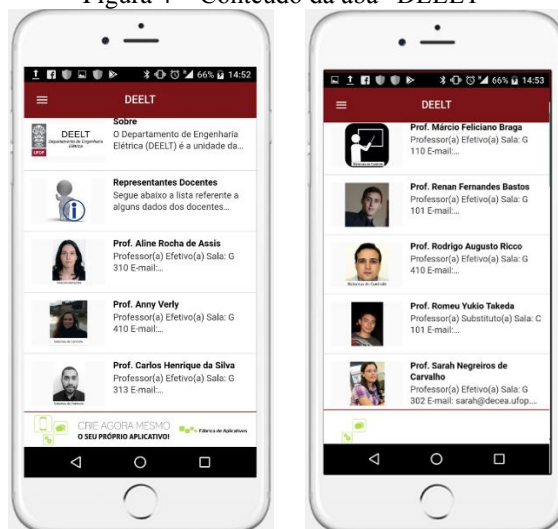 Figura 4 – Conteúdo da aba "DEELT"
66% 14:52
DEELT
Sobre
O Departamento de Engenharia
Elétrica (DEELT) é a unidade da...
DEELT
Departamento de Engenharia
Elétrica
UFOP
Representantes Docentes
Segue abaixo a lista referente a
alguns dados dos docentes...
Prof. Aline Rocha de Assis
Professor(a) Efetivo(a) Sala: G
310 E-mail:...
Prof. Anny Verly
Professor(a) Efetivo(a) Sala: G
410 E-mail:...
Prof. Carlos Henrique da Silva
Professor(a) Efetivo(a) Sala: G
313 E-mail:...
CRIE AGORA MESMO
O SEU PRÓPRIO APLICATIVO!
Fábrica de Aplicativos
66% 14:53
DEELT
Prof. Márcio Feliciano Braga
Professor(a) Efetivo(a) Sala: G
110 E-mail:...
Prof. Renan Fernandes Bastos
Professor(a) Efetivo(a) Sala: G
101 E-mail:...
Prof. Rodrigo Augusto Ricco
Professor(a) Efetivo(a) Sala: G
410 E-mail:...
Prof. Romeu Yukio Takeda
Professor(a) Substituto(a) Sala: C
101 E-mail:...
Prof. Sarah Negreiros de
Carvalho
Professor(a) Efetivo(a) Sala: G
302 E-mail: sarah@decea.ufop....